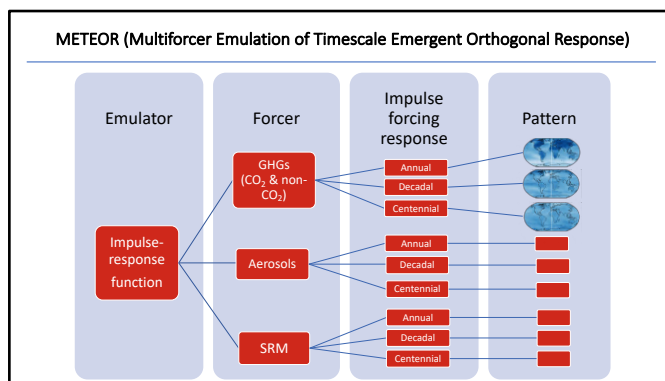 METEOR (Multiforcer Emulation of Timescale Emergent Orthogonal Response)
Emulator
Forcer
Impulse
forcing
response
Pattern
GHGs
(CO₂ & non-
CO₂)
Annual
Decadal
Centennial
Impulse-
response
function
Aerosols
Annual
Decadal
Centennial
SRM
Annual
Decadal
Centennial